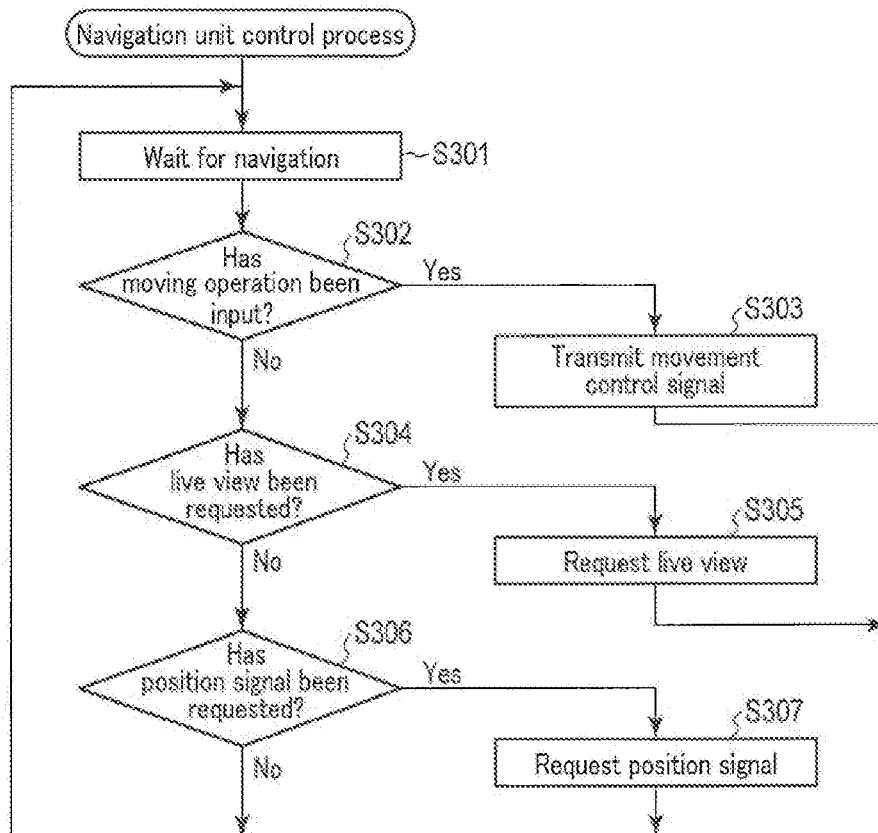 Navigation unit control process
Wait for navigation
S301
S302
Has
moving operation been
input?
Yes
No
S303
Transmit movement
control signal
S304
Has
live view been
requested?
Yes
No
S305
Request live view
S306
Has
position signal been
requested?
Yes
No
S307
Request position signal